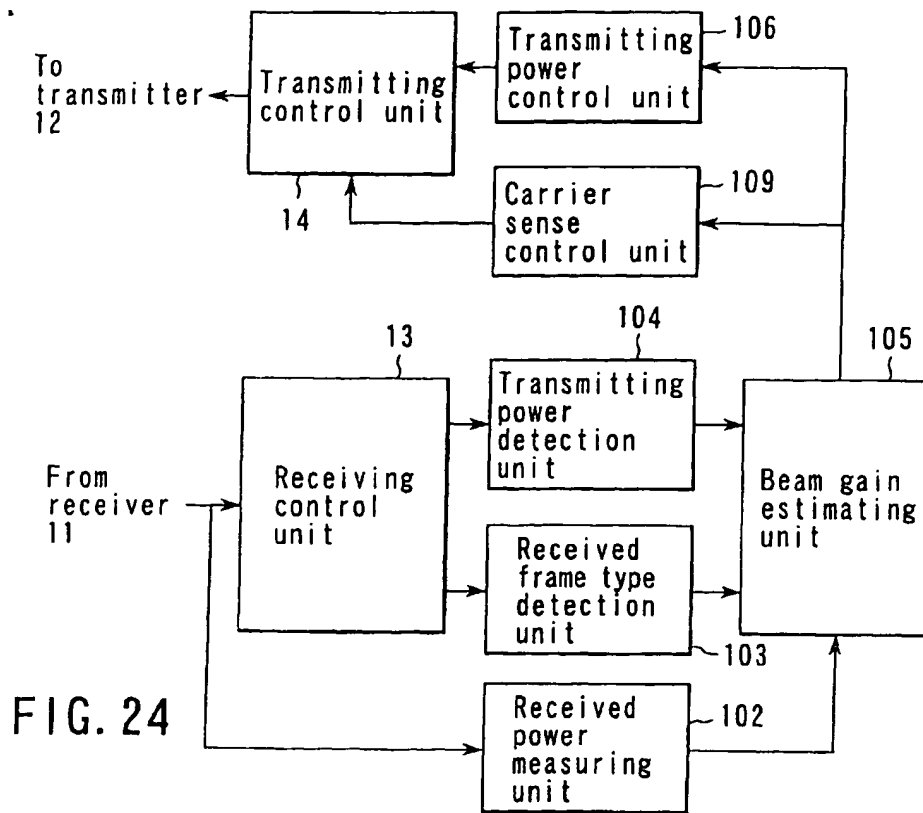 To
transmitter
12
Transmitting
control unit
14
Transmitting
power
control unit
106
Carrier
sense
control unit
109
From
receiver
11
Receiving
control
unit
13
Transmitting
power
detection
unit
104
Received
frame type
detection
unit
103
Received
power
measuring
unit
102
Beam gain
estimating
unit
105
FIG. 24